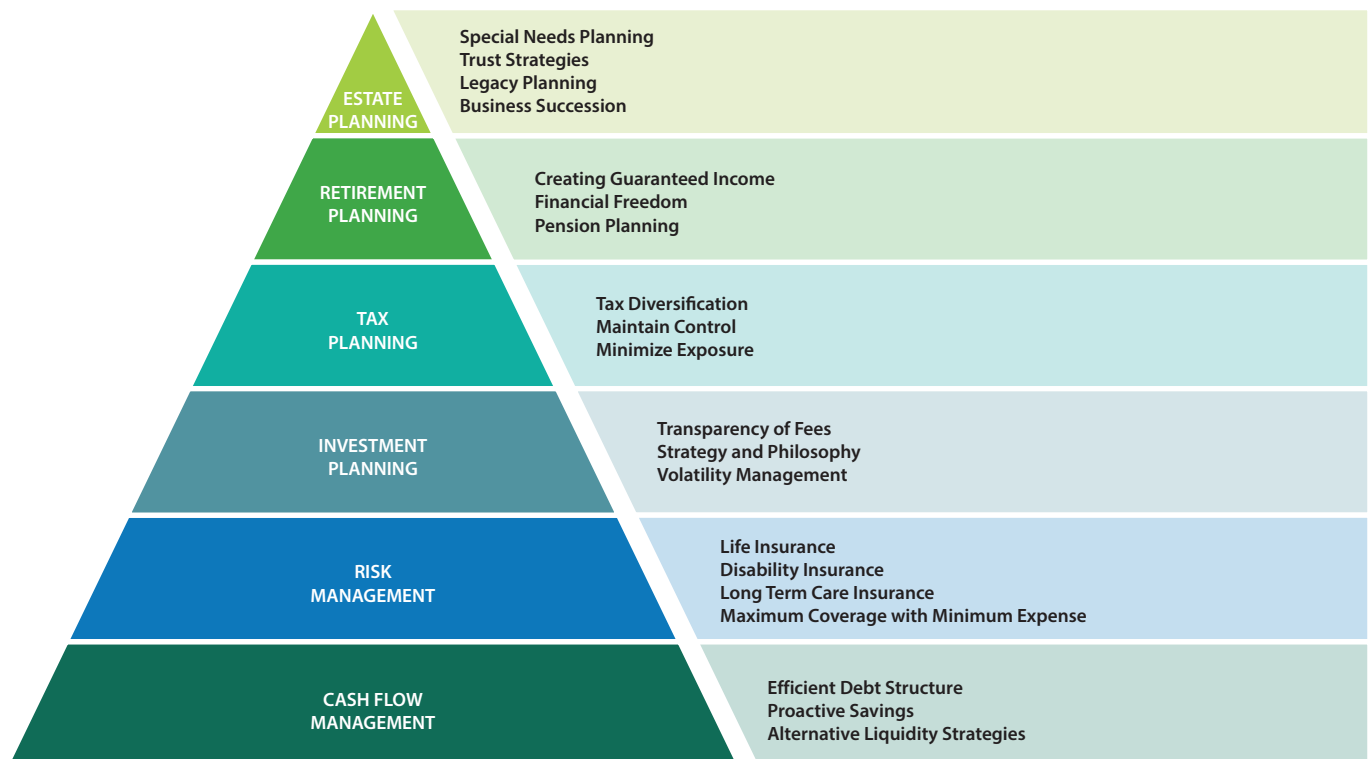 ESTATE
PLANNING
Special Needs Planning
Trust Strategies
Legacy Planning
Business Succession
RETIREMENT
PLANNING
Creating Guaranteed Income
Financial Freedom
Pension Planning
TAX
PLANNING
Tax Diversification
Maintain Control
Minimize Exposure
INVESTMENT
PLANNING
Transparency of Fees
Strategy and Philosophy
Volatility Management
RISK
MANAGEMENT
Life Insurance
Disability Insurance
Long Term Care Insurance
Maximum Coverage with Minimum Expense
CASH FLOW
MANAGEMENT
Efficient Debt Structure
Proactive Savings
Alternative Liquidity Strategies